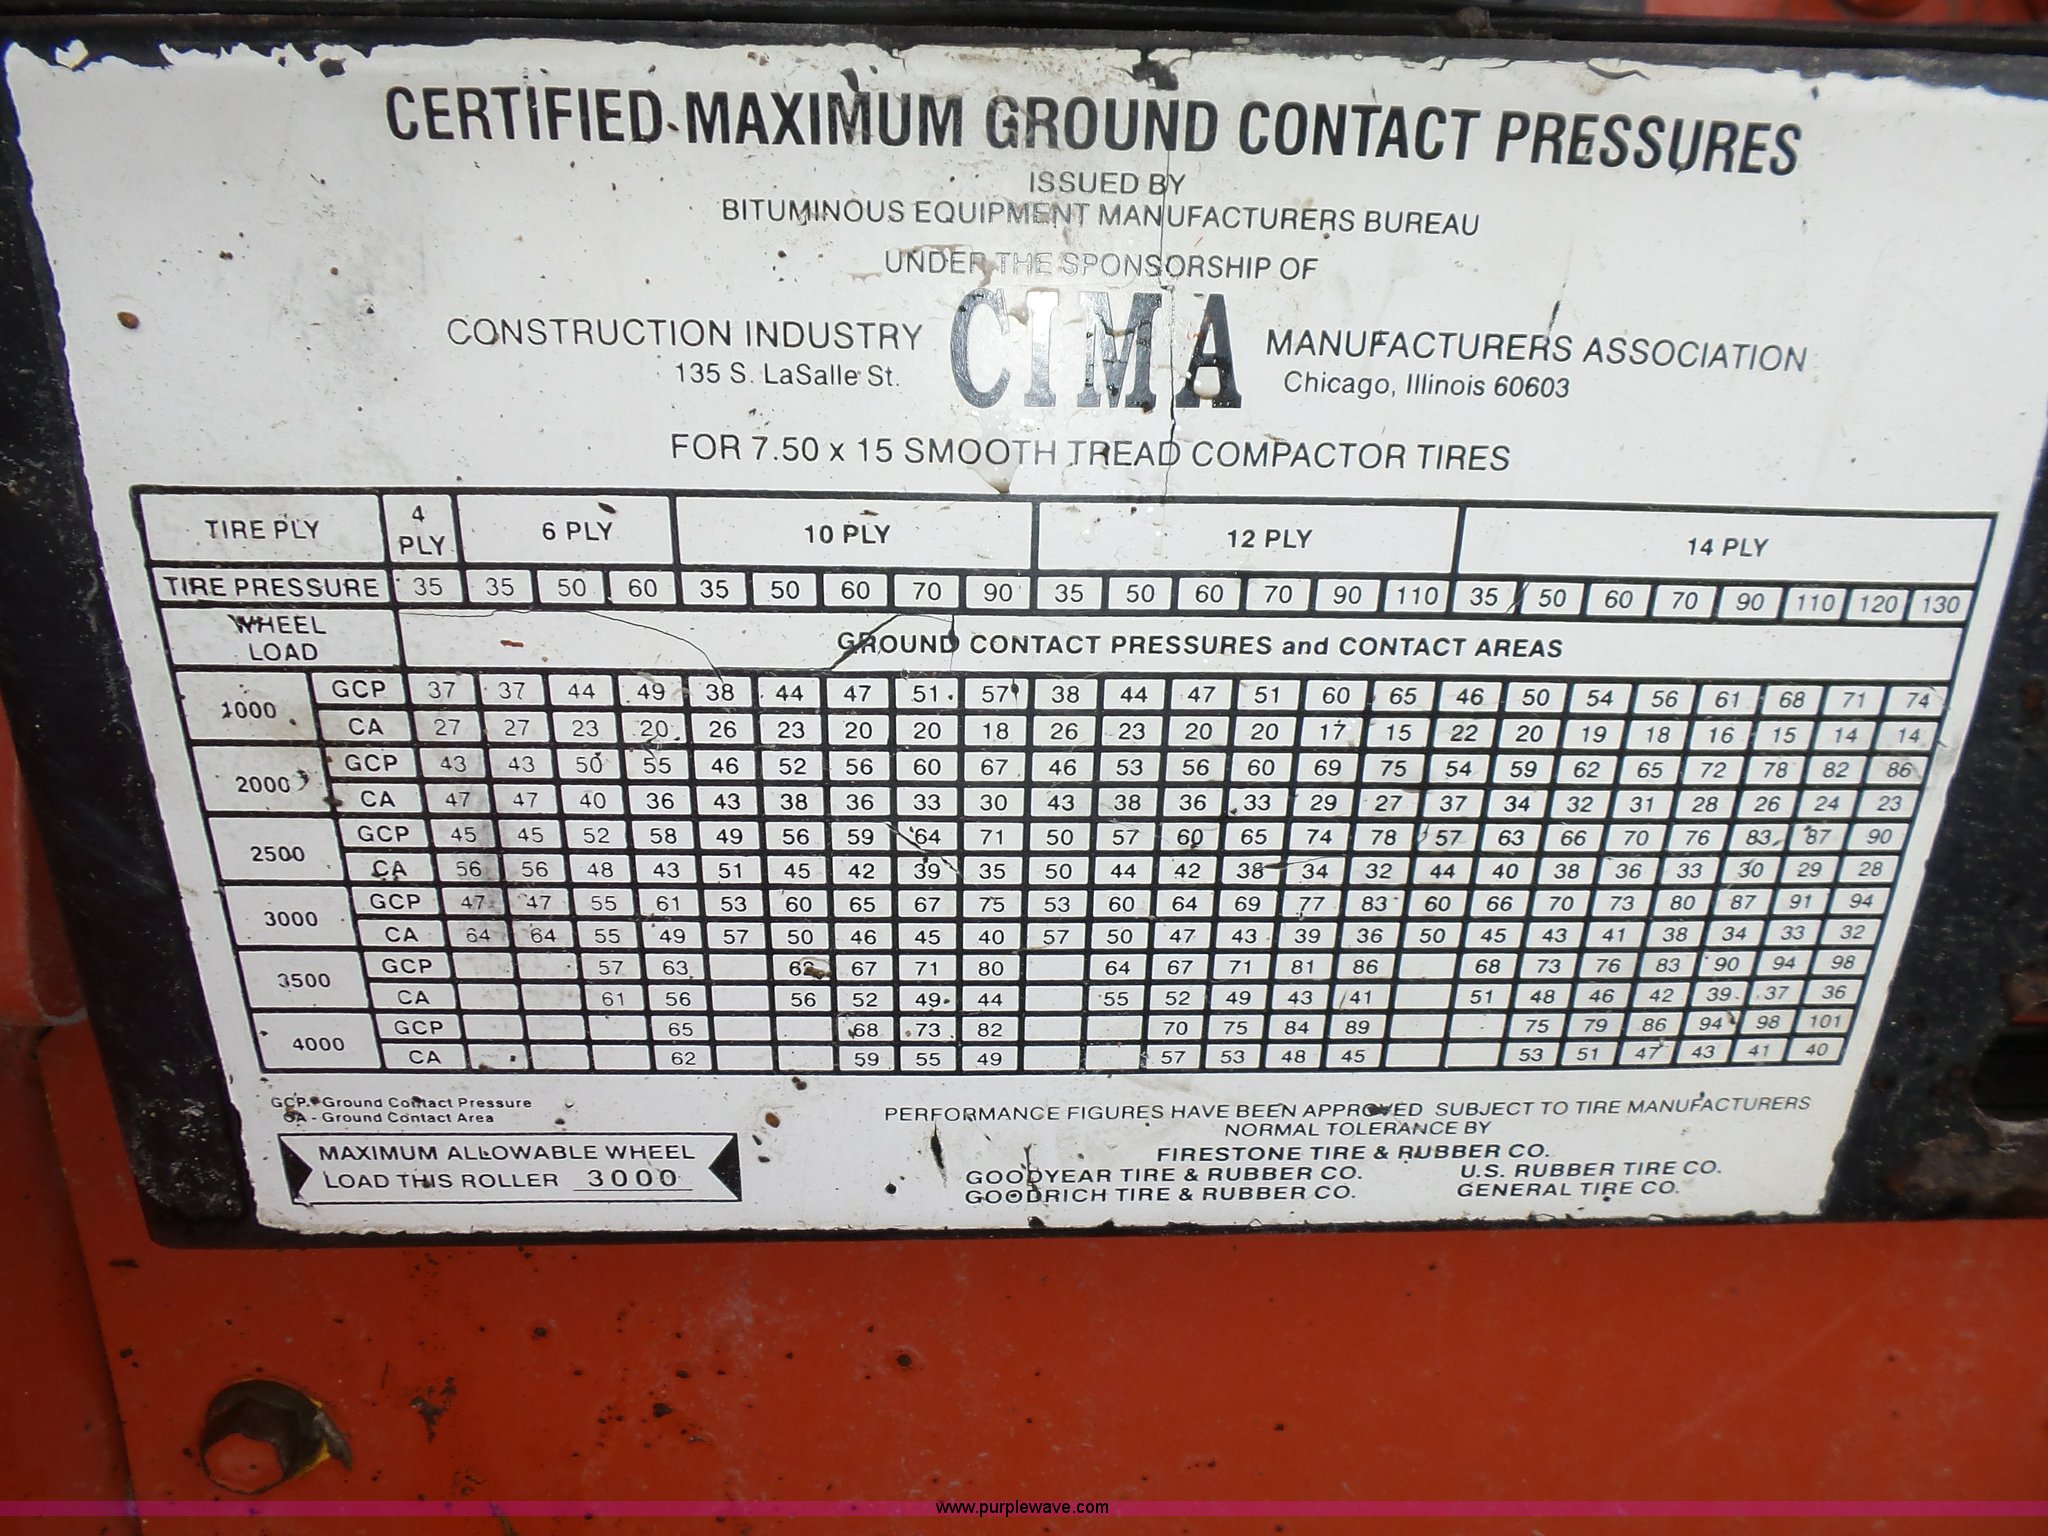 CERTIFIED MAXIMUM GROUND CONTACT PRESSURES
ISSUED BY
BITUMINOUS EQUIPMENT MANUFACTURERS BUREAU
UNDER THE SPONSORSHIP OF
CONSTRUCTION INDUSTRY CIMA MANUFACTURERS ASSOCIATION
135 S. LaSalle St. Chicago, Illinois 60603
FOR 7.50 x 15 SMOOTH TREAD COMPACTOR TIRES
TIRE PLY 4 PLY 6 PLY 10 PLY 12 PLY 14 PLY
TIRE PRESSURE 35 35 50 60 35 50 60 70 90 35 50 60 70 90 110 35 50 60 70 90 110 120 130
WHEEL LOAD GROUND CONTACT PRESSURES and CONTACT AREAS
1000 GCP 37 37 44 49 38 44 47 51 57 38 44 47 51 60 65 46 50 54 56 61 68 71 74
CA 27 27 23 20 26 23 20 20 18 26 23 20 20 17 15 22 20 19 18 16 15 14 14
2000 GCP 43 43 50 55 46 52 56 60 67 46 53 56 60 69 75 54 59 62 65 72 78 82 86
CA 47 47 40 36 43 38 36 33 30 43 38 36 33 29 27 37 34 32 31 28 26 24 23
2500 GCP 45 45 52 58 49 56 59 64 71 50 57 60 65 74 78 57 63 66 70 76 83 87 90
CA 56 56 48 43 51 45 42 39 35 50 44 42 38 34 32 44 40 38 36 33 30 29 28
3000 GCP 47 47 55 61 53 60 65 67 75 53 60 64 69 77 83 60 66 70 73 80 87 91 94
CA 64 64 55 49 57 50 46 45 40 57 50 47 43 39 36 50 45 43 41 38 34 33 32
3500 GCP 57 63 62 67 71 80 64 67 71 81 86 68 73 76 83 90 94 98
CA 61 56 56 52 49 44 55 52 49 43 41 51 48 46 42 39 37 36
4000 GCP 65 68 73 82 70 75 84 89 75 79 86 94 98 101
CA 62 59 55 49 57 53 48 45 53 51 47 43 41 40
GCP - Ground Contact Pressure
CA - Ground Contact Area
MAXIMUM ALLOWABLE WHEEL
LOAD THIS ROLLER 3000
PERFORMANCE FIGURES HAVE BEEN APPROVED SUBJECT TO TIRE MANUFACTURERS
NORMAL TOLERANCE BY
FIRESTONE TIRE & RUBBER CO.
GOODYEAR TIRE & RUBBER CO. U.S. RUBBER TIRE CO.
GOODRICH TIRE & RUBBER CO. GENERAL TIRE CO.
www.purplewave.com